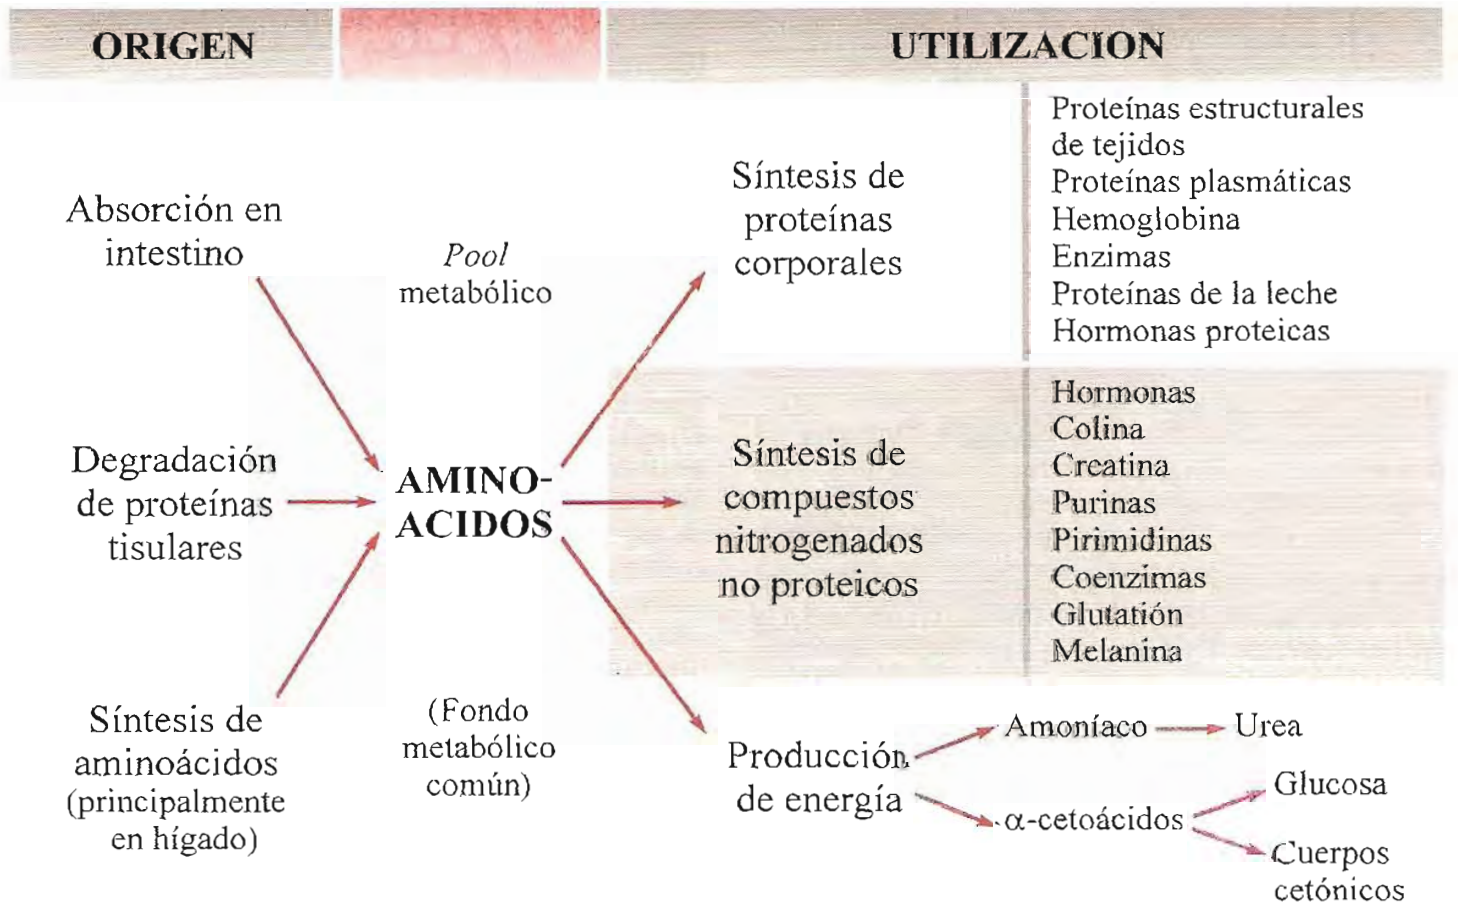 ORIGEN
UTILIZACION
Absorción en
intestino
Degradación
de proteínas
tisulares
Síntesis de
aminoácidos
(principalmente
en hígado)
Pool
metabólico
AMINO-
ACIDOS
(Fondo
metabólico
común)
Síntesis de
proteínas
corporales
Proteínas estructurales
de tejidos
Proteínas plasmáticas
Hemoglobina
Enzimas
Proteínas de la leche
Hormonas proteicas
Síntesis de
compuestos
nitrogenados
no proteicos
Hormonas
Colina
Creatina
Purinas
Pirimidinas
Coenzimas
Glutatión
Melanina
Producción
de energía
Amoníaco
Urea
α-cetoácidos
Glucosa
Cuerpos
cetónicos